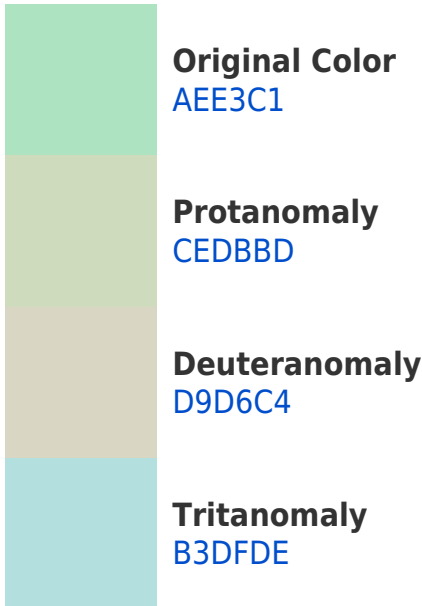 Original Color
AEE3C1
Protanomaly
CEDBBD
Deuteranomaly
D9D6C4
Tritanomaly
B3DFDE